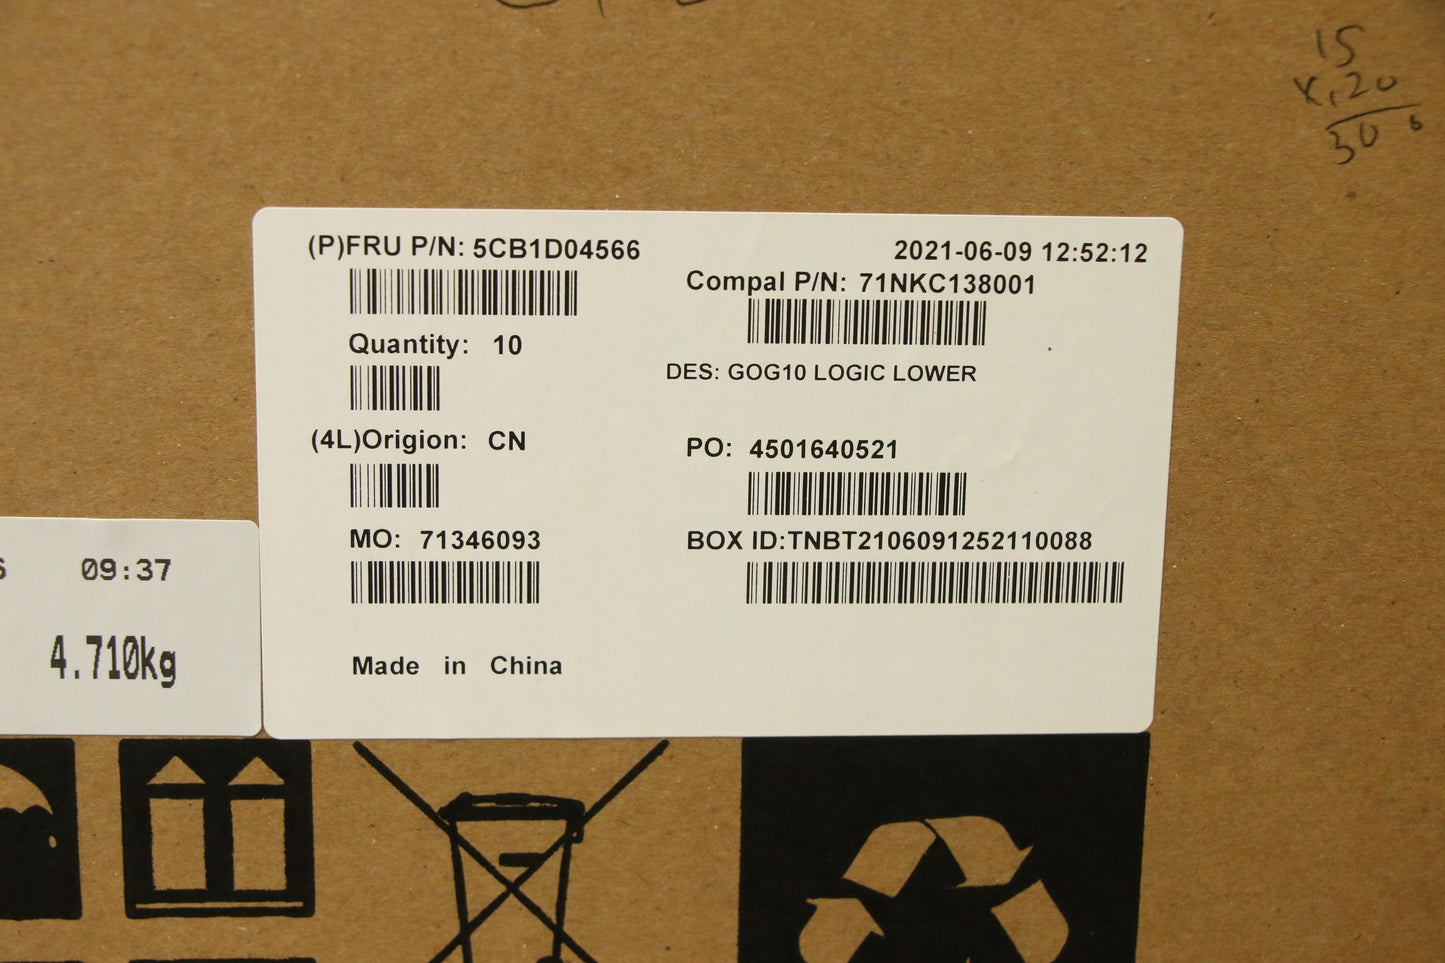 15
x.20
300
(P)FRU P/N: 5CB1D04566
2021-06-09 12:52:12
Compal P/N: 71NKC138001
Quantity: 10
DES: GOG10 LOGIC LOWER
(4L)Origion: CN
PO: 4501640521
MO: 71346093
BOX ID:TNBT2106091252110088
Made in China
09:37
4.710kg